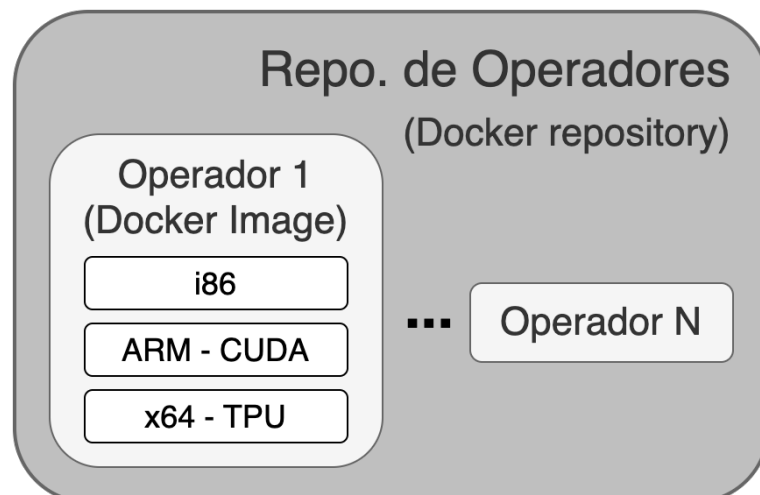 Repo. de Operadores
(Docker repository)
Operador 1
(Docker Image)
i86
ARM - CUDA
x64 - TPU
...
Operador N